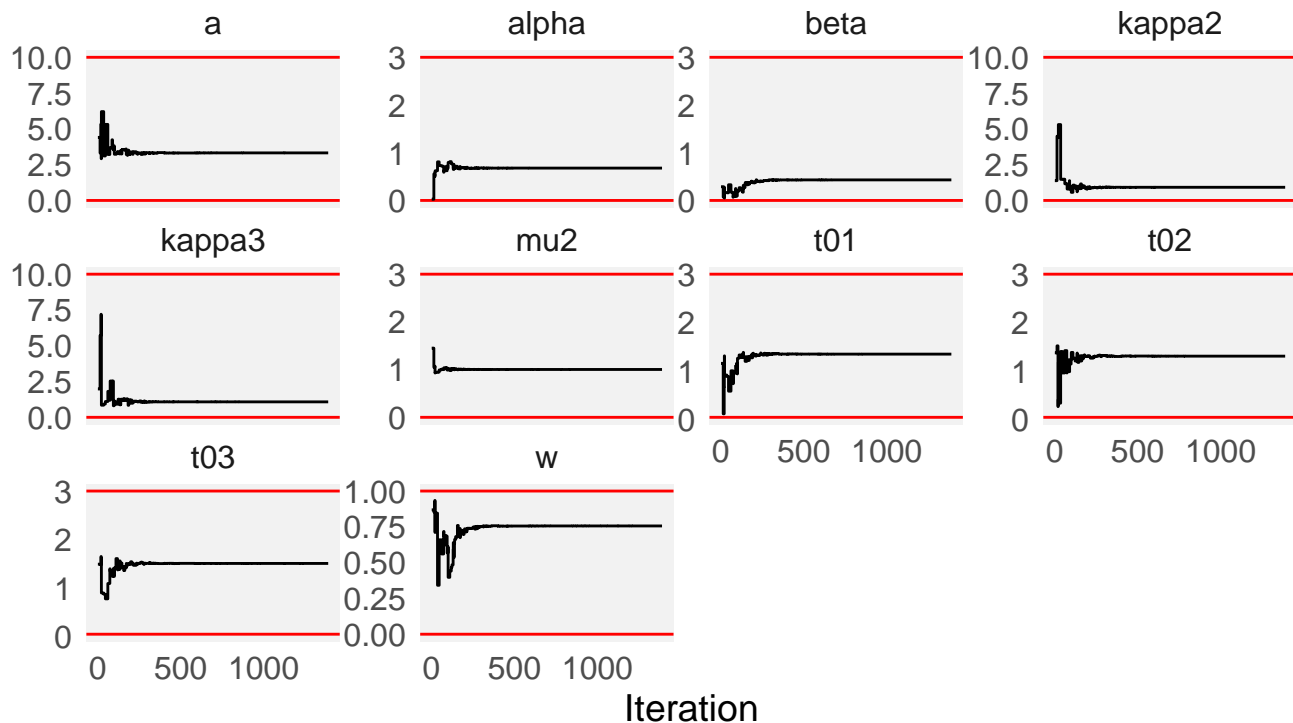 a alpha beta kappa2
10.0 3 3 10.0
7.5 2 2 7.5
5.0 5.0
2.5 1 1 2.5
0.0 0 0 0.0
kappa3 mu2 t01 t02
10.0 3 3 3
7.5 2 2 2
5.0
2.5 1 1 1
0.0 0 0 0
0 500 1000 0 500 1000
t03 w
3 1.00
2 0.75
0.50
1 0.25
0 0.00
0 500 1000 0 500 1000
Iteration